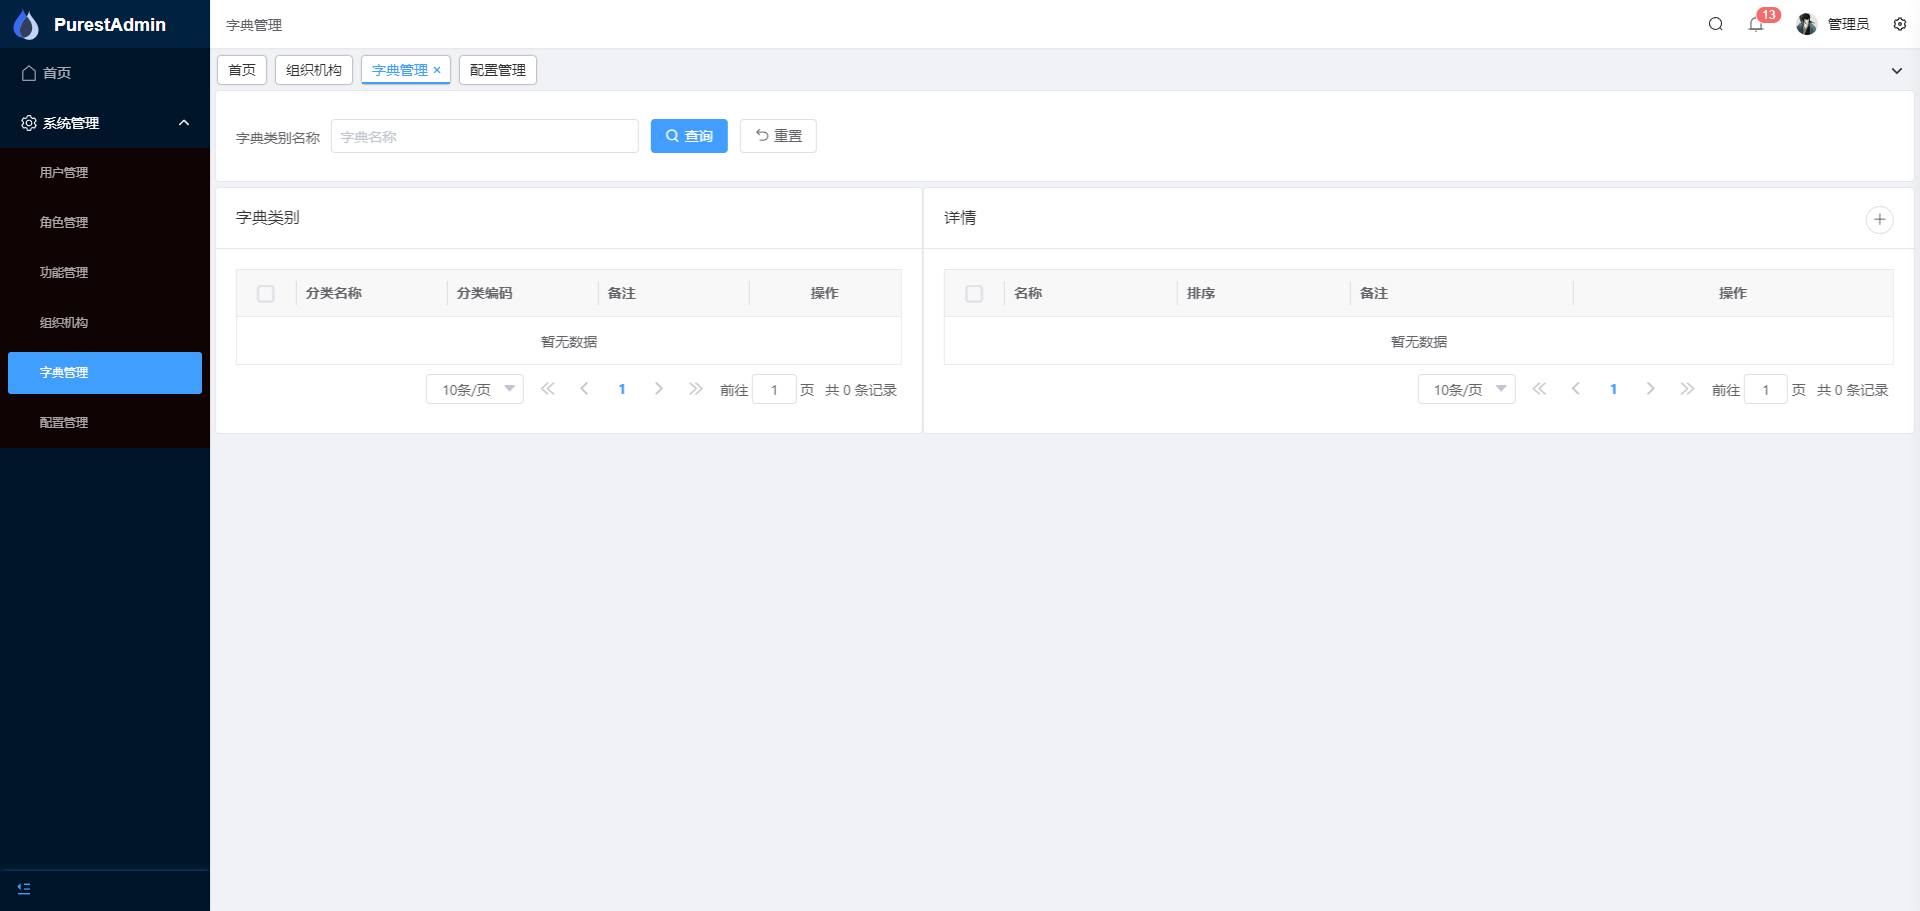 PurestAdmin
首页
系统管理
用户管理
角色管理
功能管理
组织机构
字典管理
配置管理
字典管理
13
管理员
首页
组织机构
字典管理 ×
配置管理
字典类别名称
字典名称
查询
重置
字典类别
分类名称 分类编码 备注 操作
暂无数据
10条/页 1 前往 1 页 共 0 条记录
详情
名称 排序 备注 操作
暂无数据
10条/页 1 前往 1 页 共 0 条记录